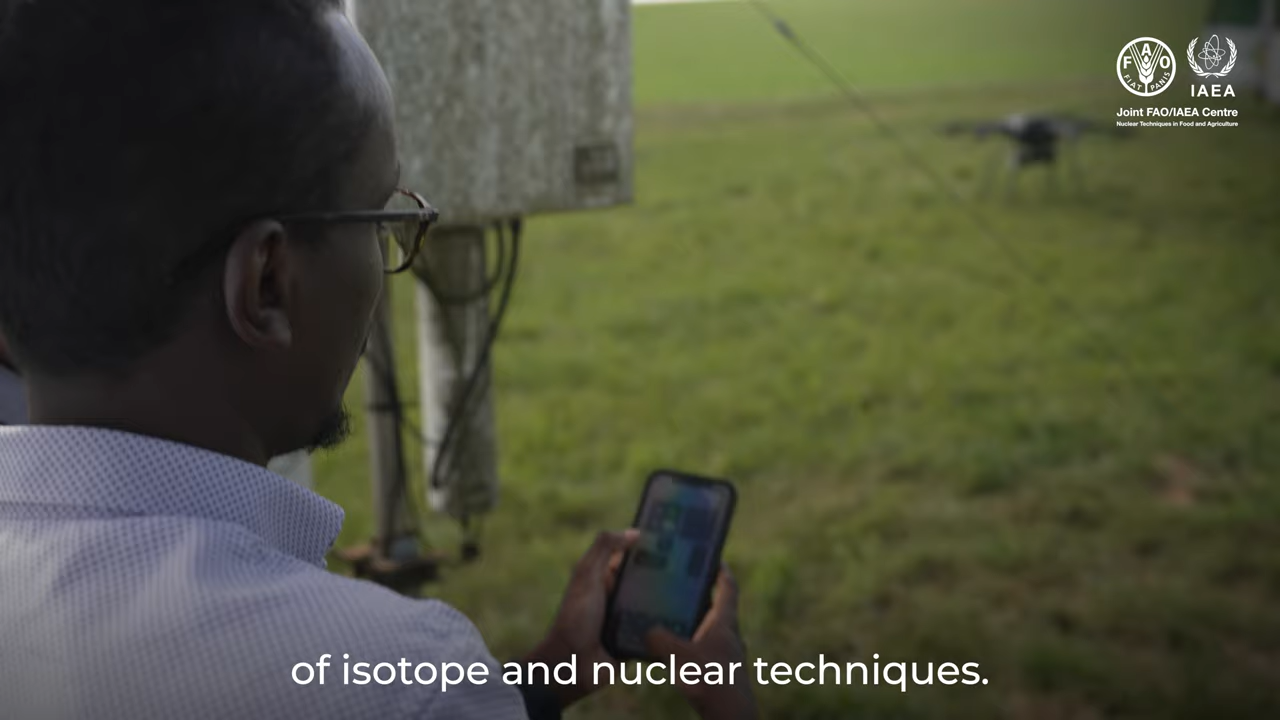 FAO
FIAT PANIS
IAEA
Joint FAO/IAEA Centre
Nuclear Techniques in Food and Agriculture
of isotope and nuclear techniques.